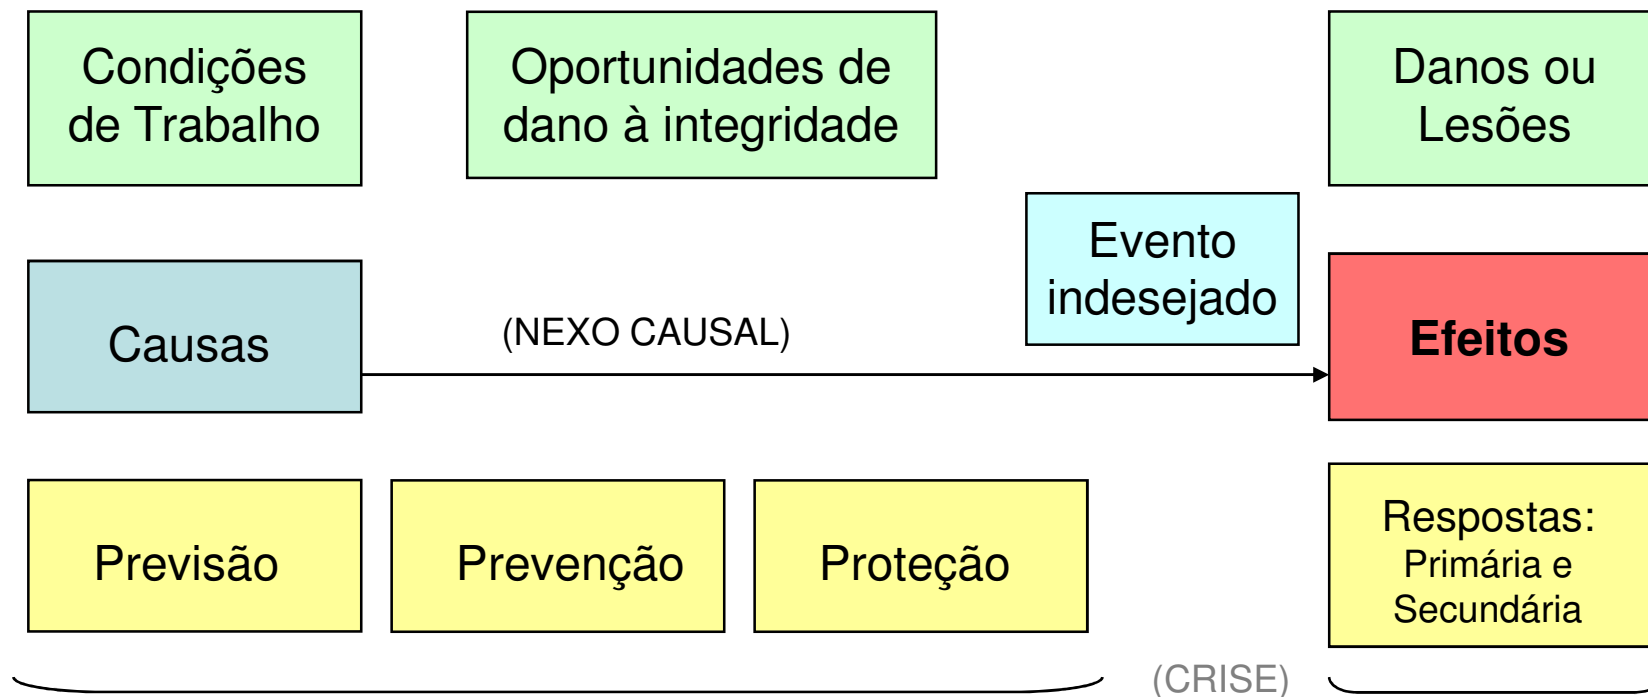 Condições
de Trabalho
Oportunidades de
dano à integridade
Danos ou
Lesões
Evento
indesejado
Causas
(NEXO CAUSAL)
Efeitos
Previsão
Prevenção
Proteção
Respostas:
Primária e
Secundária
(CRISE)